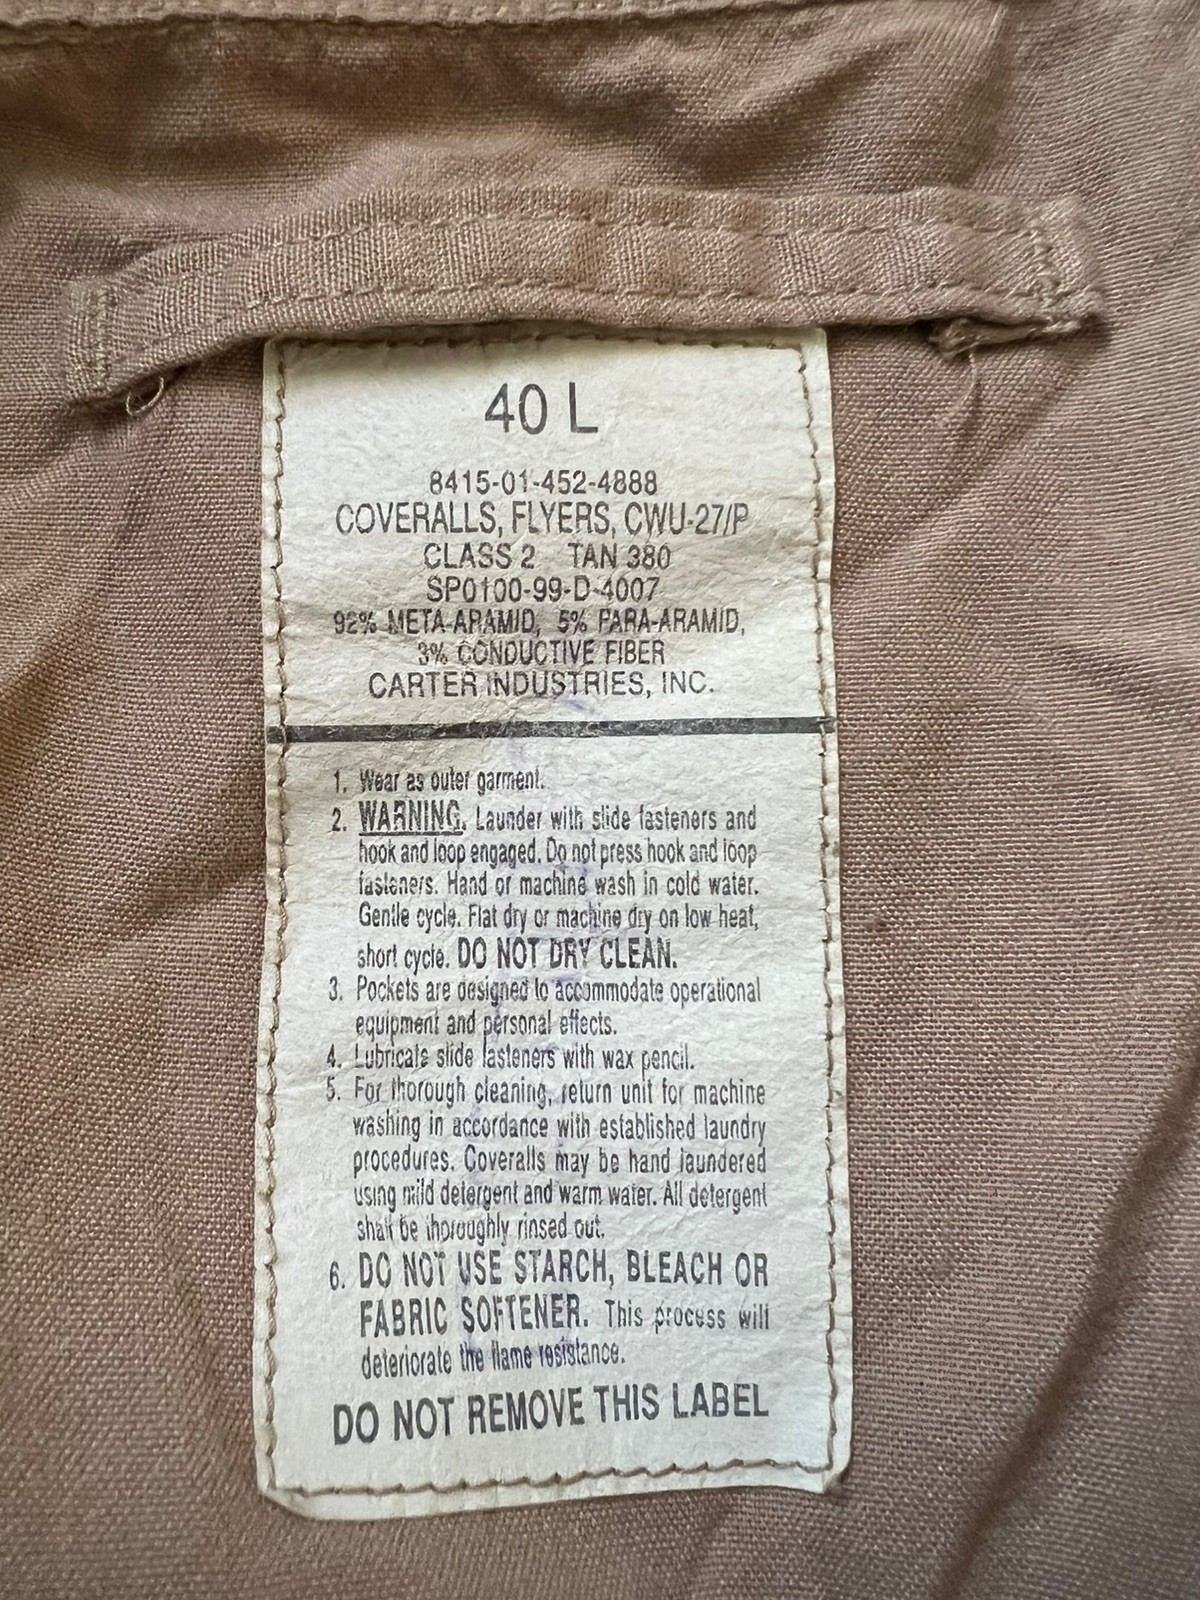 40 L
8415-01-452-4888
COVERALLS, FLYERS, CWU-27/P
CLASS 2 TAN 380
SP0100-99-D-4007
92% META-ARAMID, 5% PARA-ARAMID,
3% CONDUCTIVE FIBER
CARTER INDUSTRIES, INC.
1. Wear as outer garment.
2. WARNING. Launder with slide fasteners and
hook and loop engaged. Do not press hook and loop
fasteners. Hand or machine wash in cold water.
Gentle cycle. Flat dry or machine dry on low heat,
short cycle. DO NOT DRY CLEAN.
3. Pockets are designed to accommodate operational
equipment and personal effects.
4. Lubricate slide fasteners with wax pencil.
5. For thorough cleaning, return unit for machine
washing in accordance with established laundry
procedures. Coveralls may be hand laundered
using mild detergent and warm water. All detergent
shall be thoroughly rinsed out.
6. DO NOT USE STARCH, BLEACH OR
FABRIC SOFTENER. This process will
deteriorate the flame resistance.
DO NOT REMOVE THIS LABEL